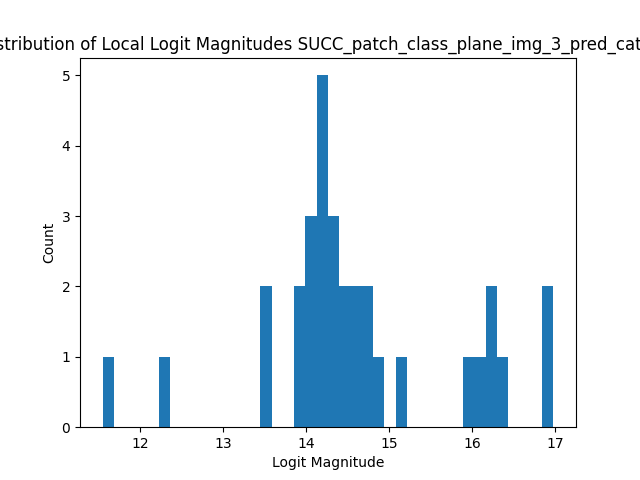 stribution of Local Logit Magnitudes SUCC_patch_class_plane_img_3_pred_cat
5
4
3
2
1
0
Count
12 13 14 15 16 17
Logit Magnitude